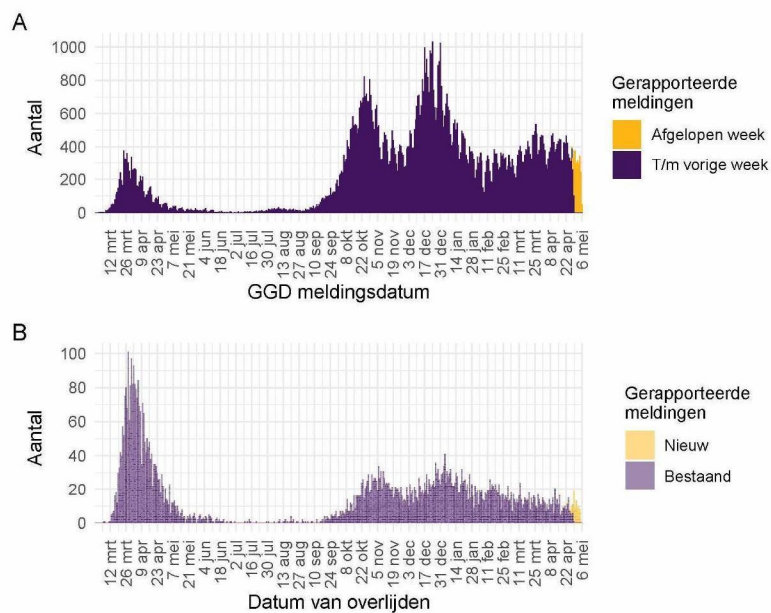 A
1000
800
600
400
200
0
Aantal
12 mrt
26 mrt
9 apr
23 apr
7 mei
21 mei
4 jun
18 jun
2 jul
16 jul
30 jul
13 aug
27 aug
10 sep
24 sep
8 okt
22 okt
5 nov
19 nov
3 dec
17 dec
31 dec
14 jan
28 jan
11 feb
25 feb
11 mrt
25 mrt
8 apr
22 apr
6 mei
GGD meldingsdatum
Gerapporteerde
meldingen
Afgelopen week
T/m vorige week
B
100
80
60
40
20
0
Aantal
12 mrt
26 mrt
9 apr
23 apr
7 mei
21 mei
4 jun
18 jun
2 jul
16 jul
30 jul
13 aug
27 aug
10 sep
24 sep
8 okt
22 okt
5 nov
19 nov
3 dec
17 dec
31 dec
14 jan
28 jan
11 feb
25 feb
11 mrt
25 mrt
8 apr
22 apr
6 mei
Datum van overlijden
Gerapporteerde
meldingen
Nieuw
Bestaand